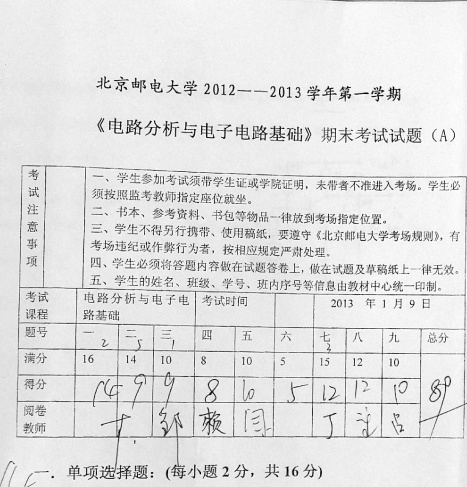 北京邮电大学2012——2013学年第一学期
《电路分析与电子电路基础》期末考试试题（A）
考试注意事项
一、学生参加考试须带学生证或学院证明，未带者不准进入考场。学生必
须按照监考教师指定座位就坐。
二、书本、参考资料、书包等物品一律放到考场指定位置。
三、学生不得另行携带、使用稿纸，要遵守《北京邮电大学考场规则》，有
考场违纪或作弊行为者，按相应规定严肃处理。
四、学生必须将答题内容做在试题答卷上，做在试题及草稿纸上一律无效。
五、学生的姓名、班级、学号、班内序号等信息由教材中心统一印制。
考试课程 电路分析与电子电路基础 考试时间 2013 年 1 月 9 日
题号 一 二 三 四 五 六 七 八 九 总分
2 5 1 3
满分 16 14 10 8 10 5 15 12 10
得分 14 9 9 8 10 5 12 12 10 89
阅卷教师 邹 赖 闫 丁
一．单项选择题：(每小题 2 分，共 16 分)